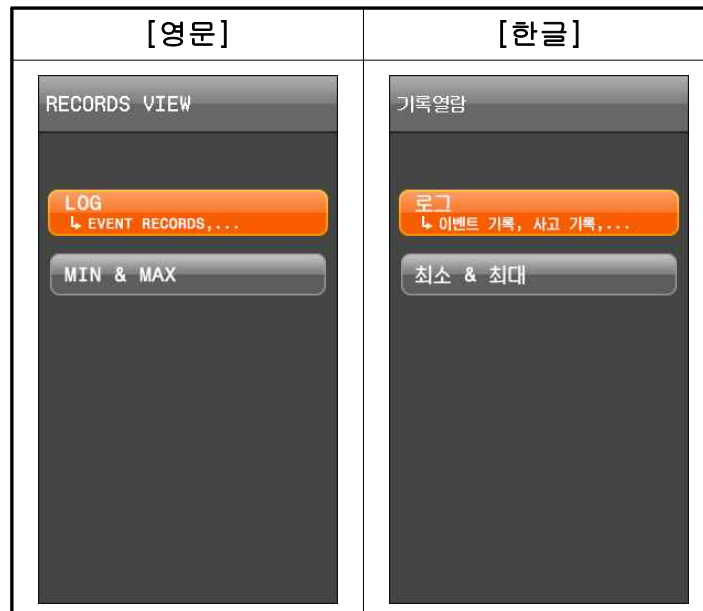 [영문]
[한글]
RECORDS VIEW
LOG
↳ EVENT RECORDS,...
MIN & MAX
기록열람
로그
↳ 이벤트 기록, 사고 기록,...
최소 & 최대